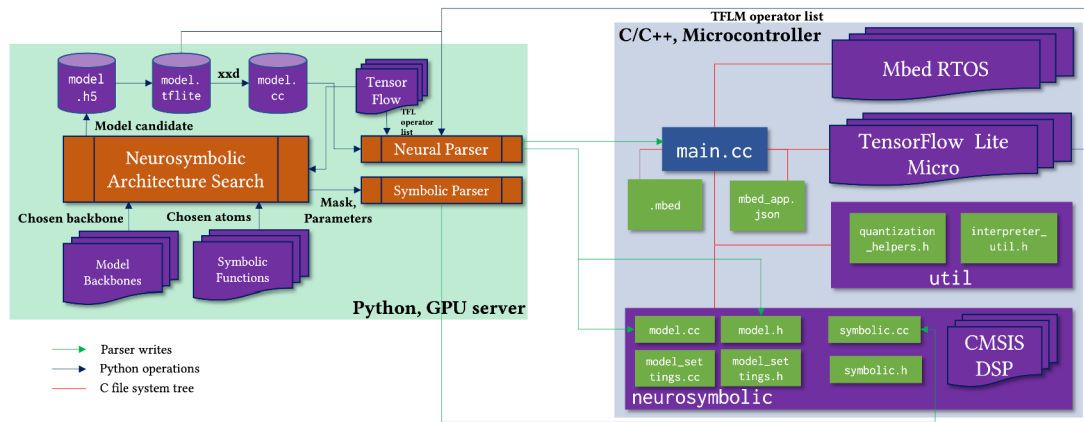 TFLM operator list
C/C++, Microcontroller
model
.h5
model.
tflite
xxd
model.
cc
Tensor
Flow
TFL
operator
list
Model candidate
Neurosymbolic
Architecture Search
Neural Parser
Symbolic Parser
Mask,
Parameters
Chosen backbone
Chosen atoms
Model
Backbones
Symbolic
Functions
Python, GPU server
Parser writes
Python operations
C file system tree
Mbed RTOS
main.cc
TensorFlow Lite
Micro
.mbed
mbed_app.
json
quantization
_helpers.h
interpreter_
util.h
util
model.cc
model.h
symbolic.cc
CMSIS
DSP
model_set
tings.cc
model_set
tings.h
symbolic.h
neurosymbolic